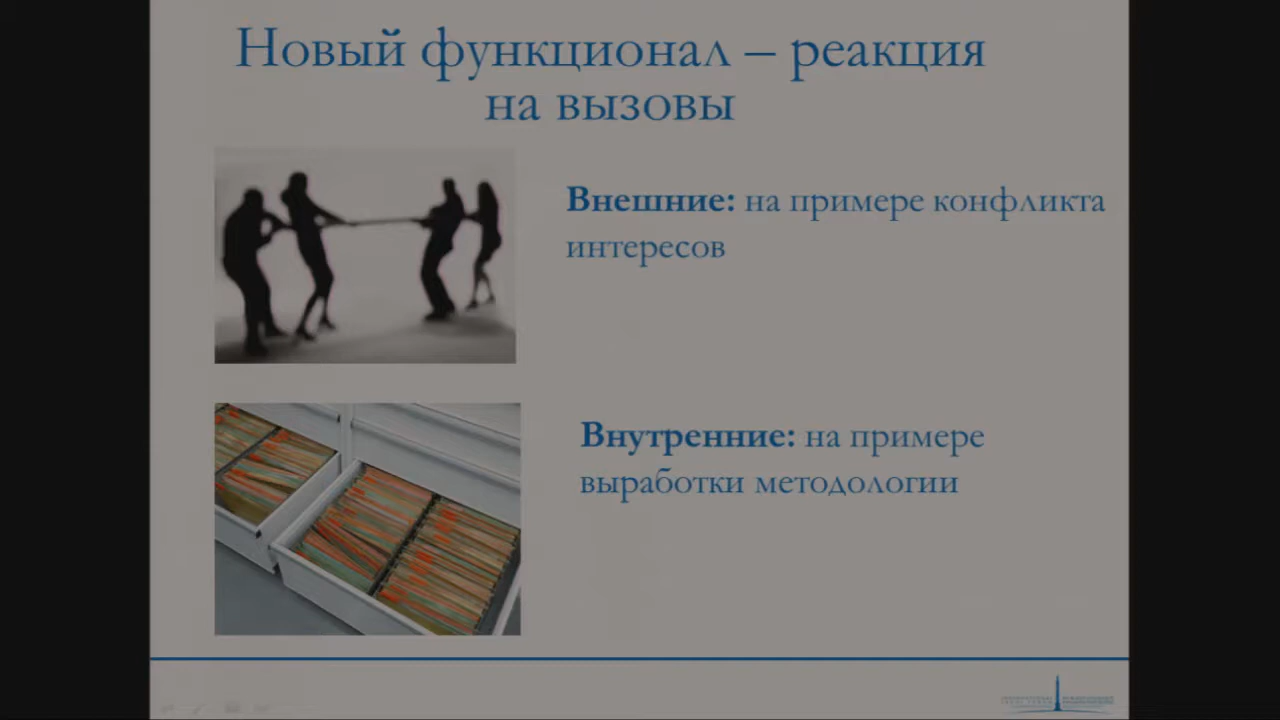 Новый функционал – реакция
на вызовы
Внешние: на примере конфликта
интересов
Внутренние: на примере
выработки методологии